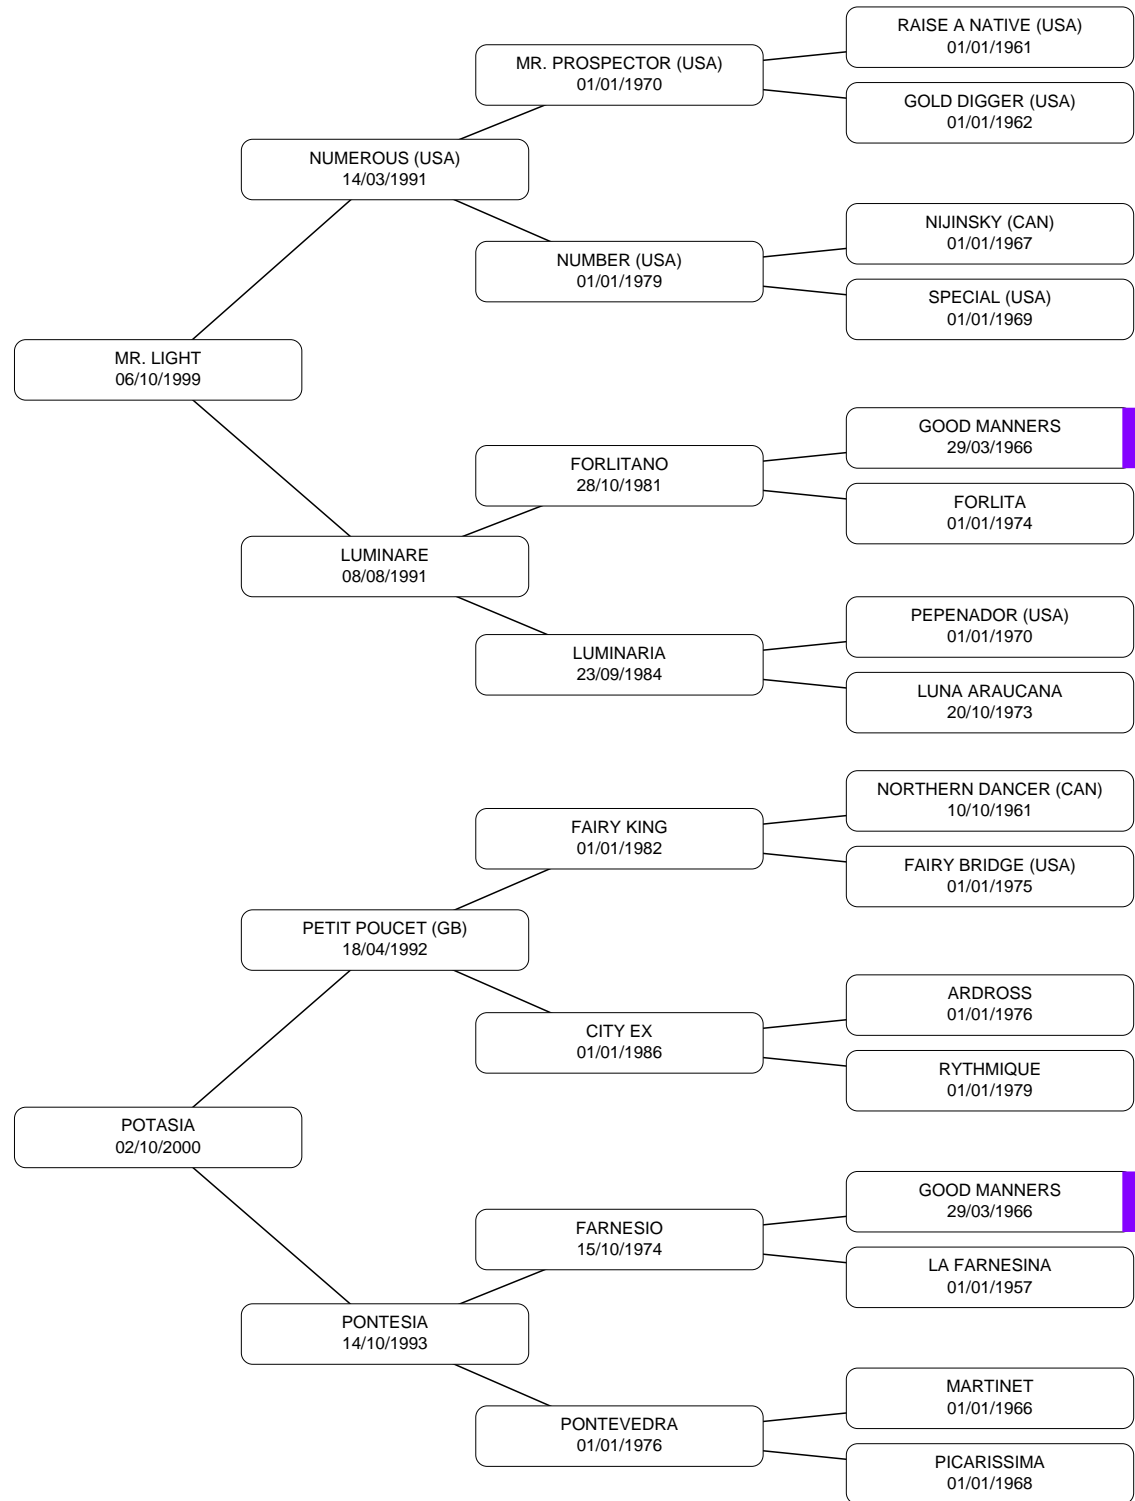 RAISE A NATIVE (USA)
01/01/1961
MR. PROSPECTOR (USA)
01/01/1970
GOLD DIGGER (USA)
01/01/1962
NUMEROUS (USA)
14/03/1991
NIJINSKY (CAN)
01/01/1967
NUMBER (USA)
01/01/1979
SPECIAL (USA)
01/01/1969
MR. LIGHT
06/10/1999
GOOD MANNERS
29/03/1966
FORLITANO
28/10/1981
FORLITA
01/01/1974
LUMINARE
08/08/1991
PEPENADOR (USA)
01/01/1970
LUMINARIA
23/09/1984
LUNA ARAUCANA
20/10/1973
NORTHERN DANCER (CAN)
10/10/1961
FAIRY KING
01/01/1982
FAIRY BRIDGE (USA)
01/01/1975
PETIT POUCET (GB)
18/04/1992
ARDROSS
01/01/1976
CITY EX
01/01/1986
RYTHMIQUE
01/01/1979
POTASIA
02/10/2000
GOOD MANNERS
29/03/1966
FARNESIO
15/10/1974
LA FARNESINA
01/01/1957
PONTESIA
14/10/1993
MARTINET
01/01/1966
PONTEVEDRA
01/01/1976
PICARISSIMA
01/01/1968